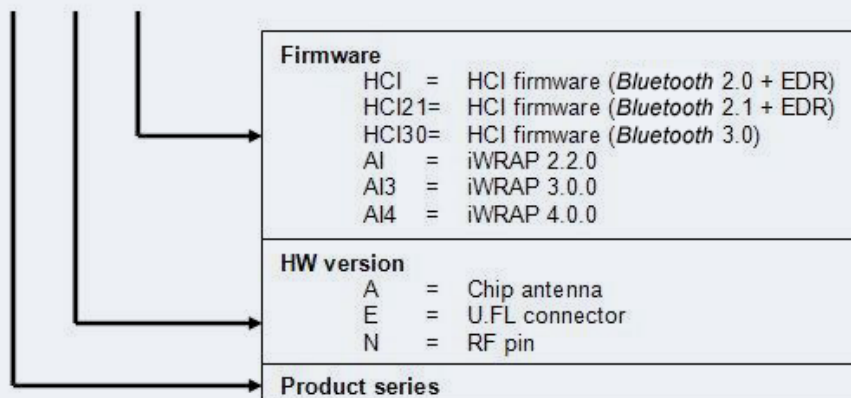 Firmware
HCI = HCI firmware (Bluetooth 2.0 + EDR)
HCI21= HCI firmware (Bluetooth 2.1 + EDR)
HCI30= HCI firmware (Bluetooth 3.0)
AI = iWRAP 2.2.0
AI3 = iWRAP 3.0.0
AI4 = iWRAP 4.0.0
HW version
A = Chip antenna
E = U.FL connector
N = RF pin
Product series